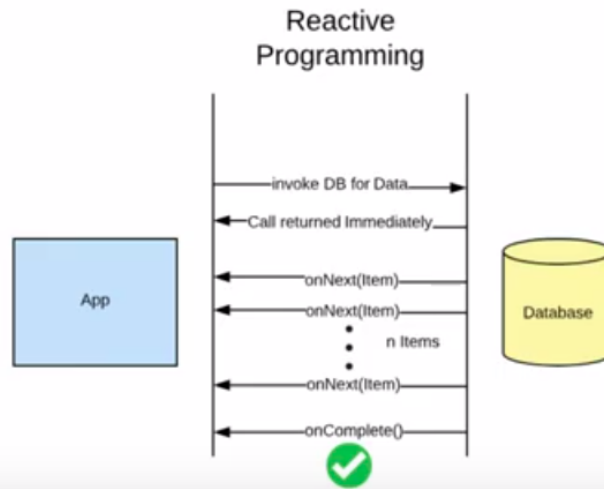 Reactive
Programming
invoke DB for Data
Call returned Immediately
App
onNext(Item)
onNext(Item)
Database
n Items
onNext(Item)
onComplete()